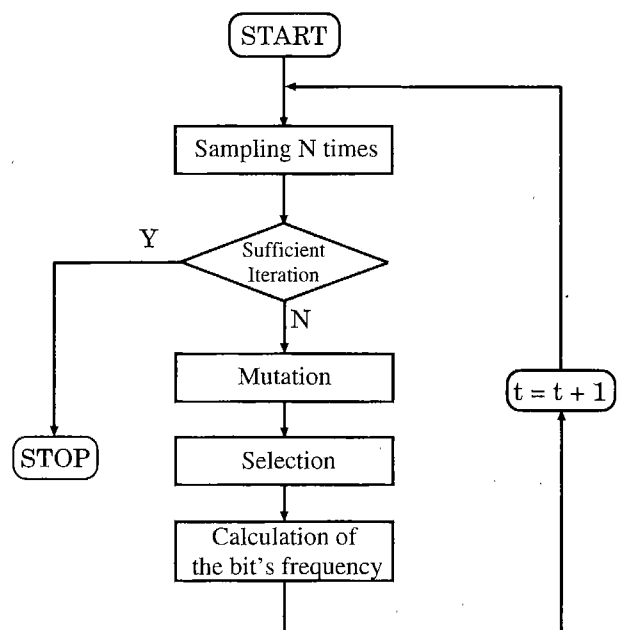 START
Sampling N times
Y
Sufficient
Iteration
N
Mutation
t = t + 1
STOP
Selection
Calculation of
the bit's frequency